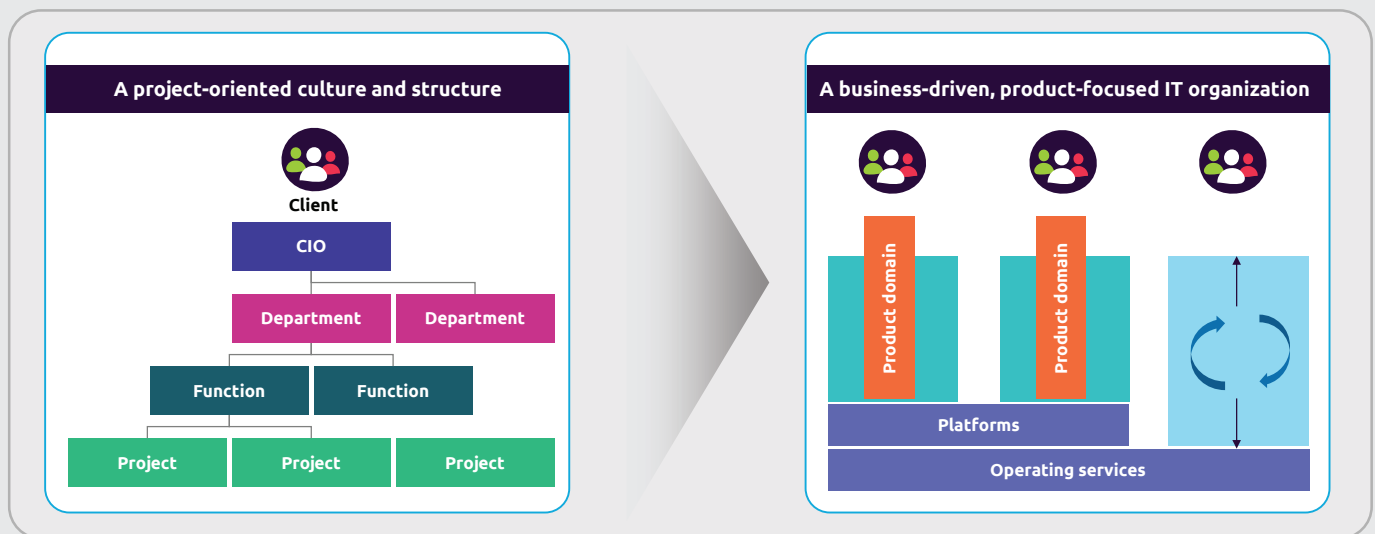 A project-oriented culture and structure
Client
CIO
Department
Department
Function
Function
Project
Project
Project
A business-driven, product-focused IT organization
Product domain
Product domain
Platforms
Operating services